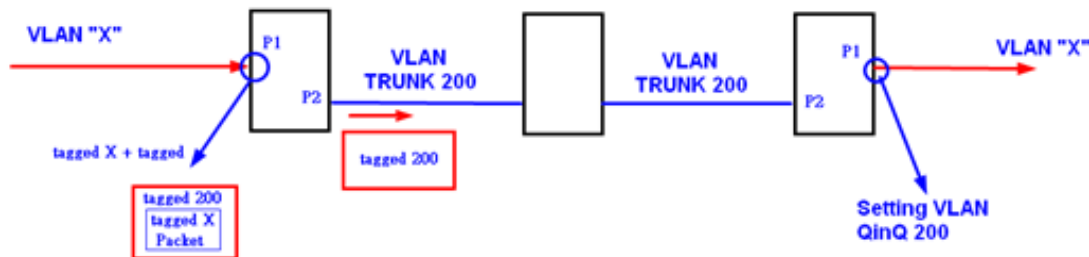 VLAN "X"
P1
P2
tagged X + tagged
tagged 200
tagged X
Packet
VLAN
TRUNK 200
tagged 200
VLAN
TRUNK 200
P1
P2
VLAN "X"
Setting VLAN
QinQ 200